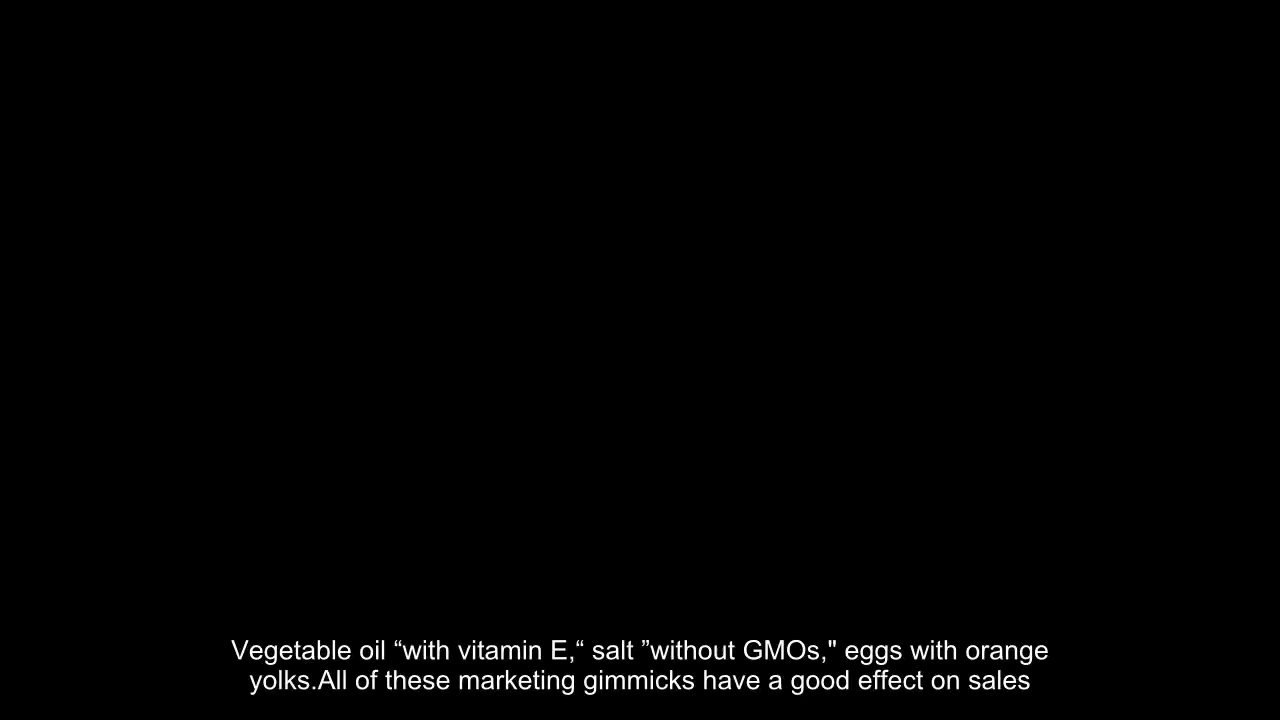 Vegetable oil “with vitamin E,“ salt ”without GMOs," eggs with orange
yolks.All of these marketing gimmicks have a good effect on sales